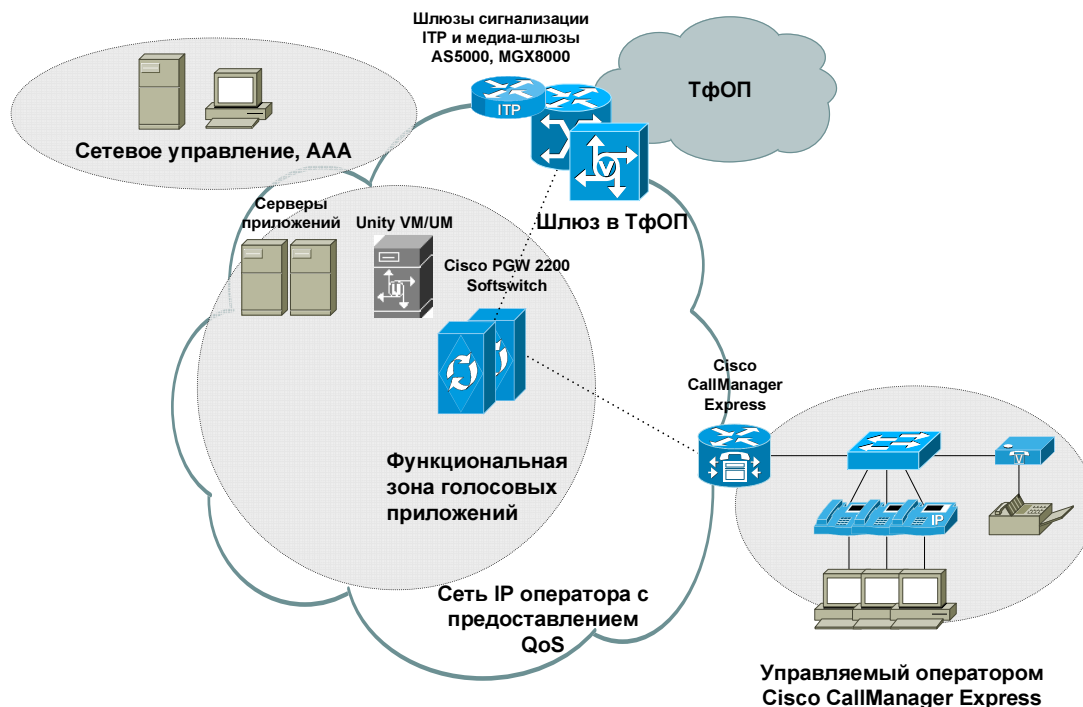 Шлюзы сигнализации
ITP и медиа-шлюзы
AS5000, MGX8000
ТфОП
ITP
Сетевое управление, AAA
V
Шлюз в ТфОП
Серверы
приложений
Unity VM/UM
U
Cisco PGW 2200
Softswitch
Cisco
CallManager
Express
V
IP
Функциональная
зона голосовых
приложений
Сеть IP оператора с
предоставлением
QoS
Управляемый оператором
Cisco CallManager Express